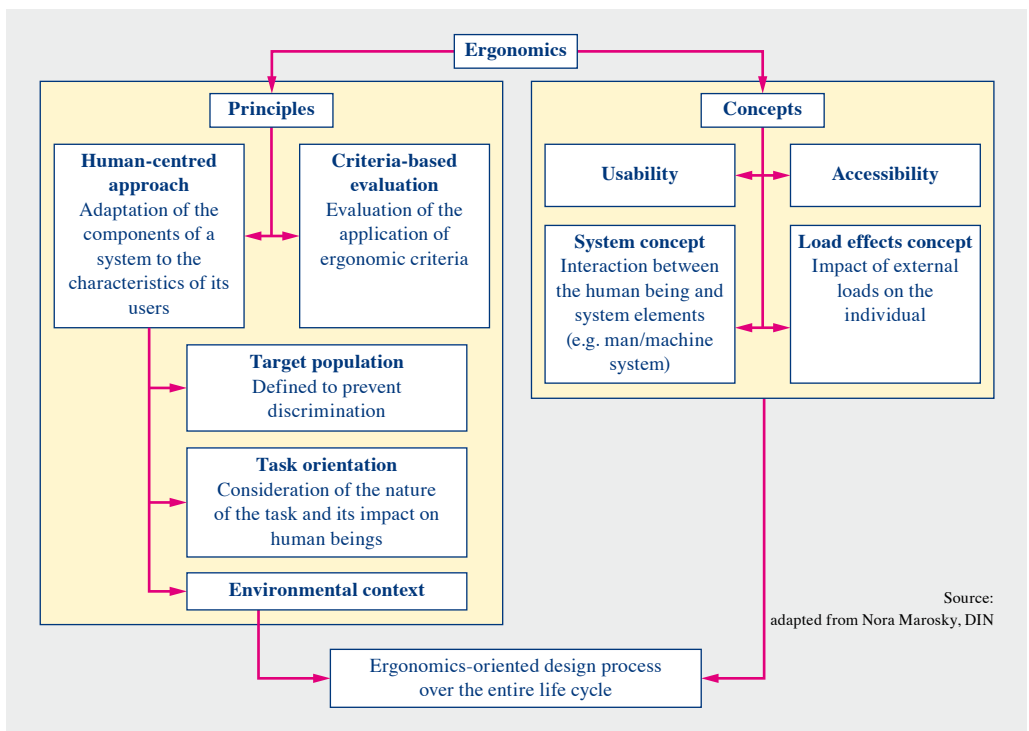 Ergonomics
Principles
Human-centred
approach
Adaptation of the
components of a
system to the
characteristics of its
users
Criteria-based
evaluation
Evaluation of the
application of
ergonomic criteria
Target population
Defined to prevent
discrimination
Task orientation
Consideration of the nature
of the task and its impact on
human beings
Environmental context
Concepts
Usability
Accessibility
System concept
Interaction between
the human being and
system elements
(e.g. man/machine
system)
Load effects concept
Impact of external
loads on the
individual
Source:
adapted from Nora Marosky, DIN
Ergonomics-oriented design process
over the entire life cycle